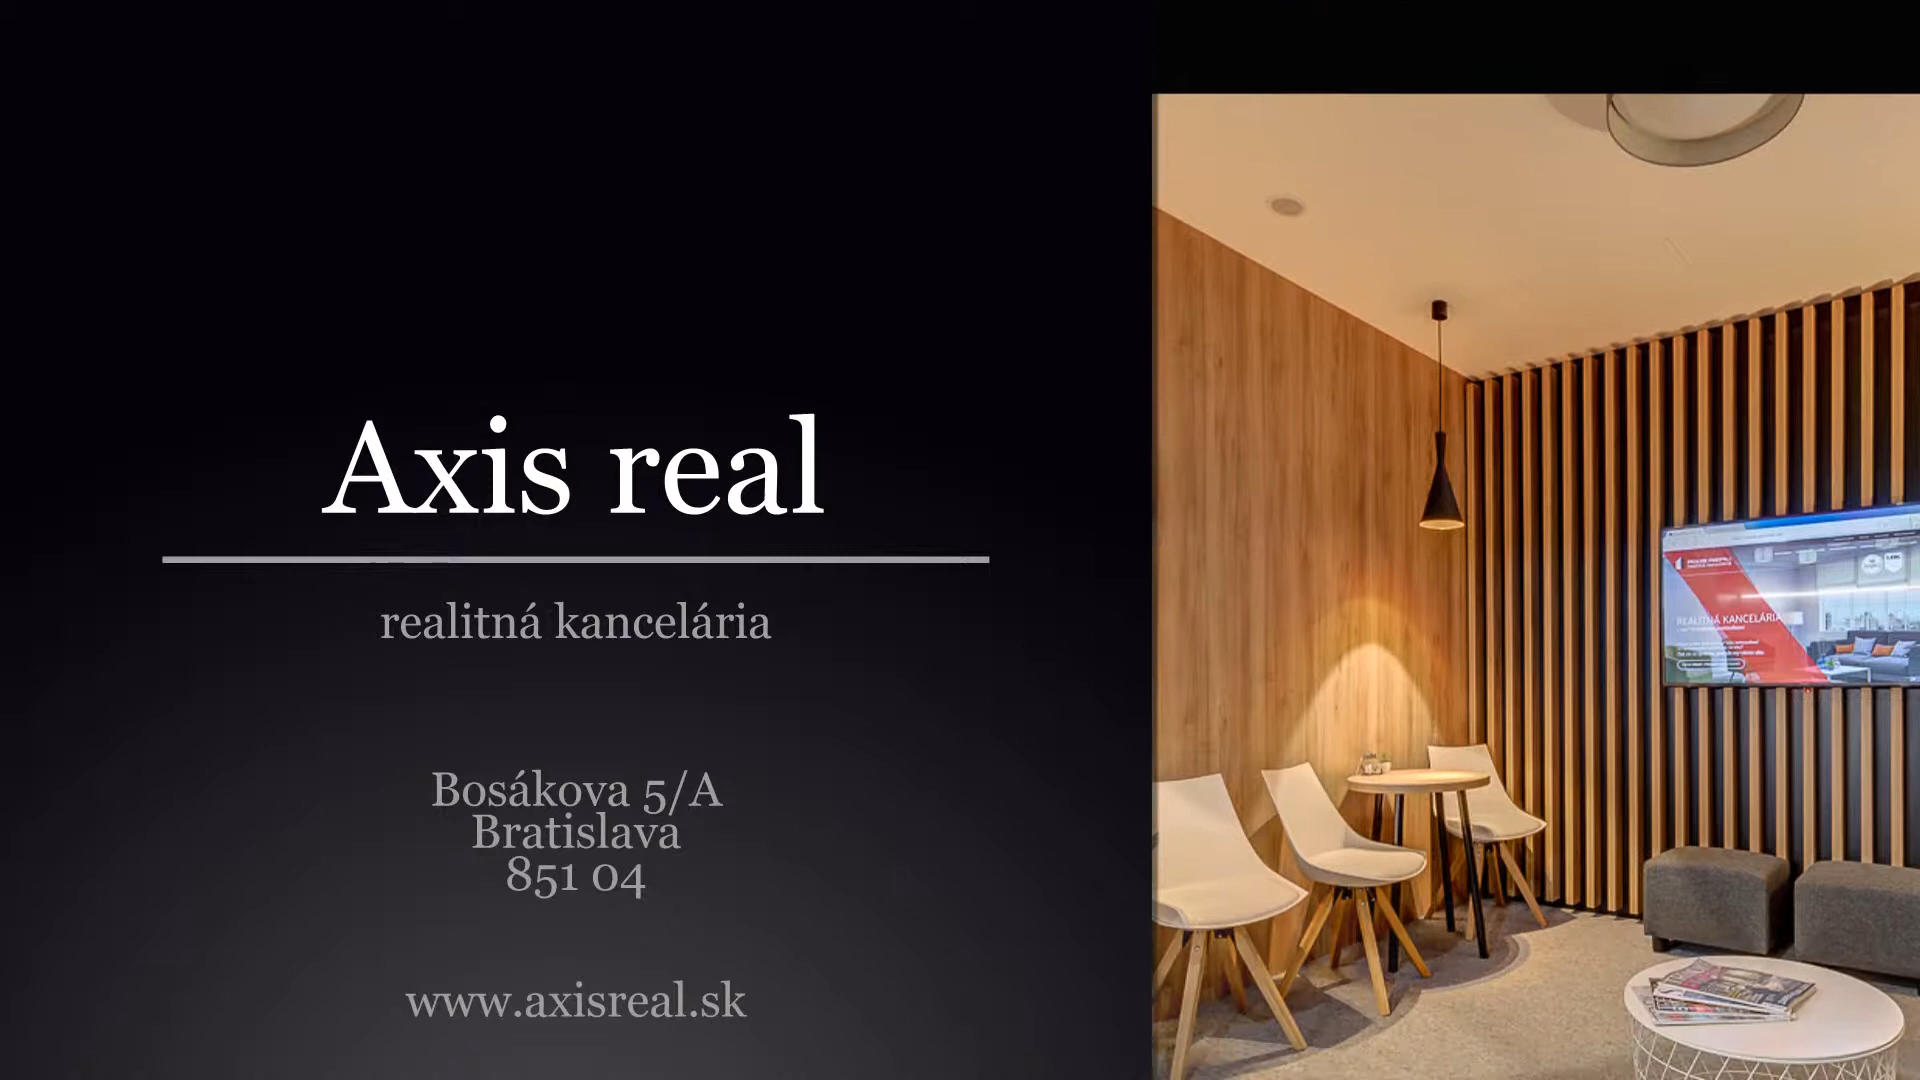 Axis real
realitná kancelária
Bosákova 5/A
Bratislava
851 04
www.axisreal.sk
REALITNÁ KANCELÁRIA